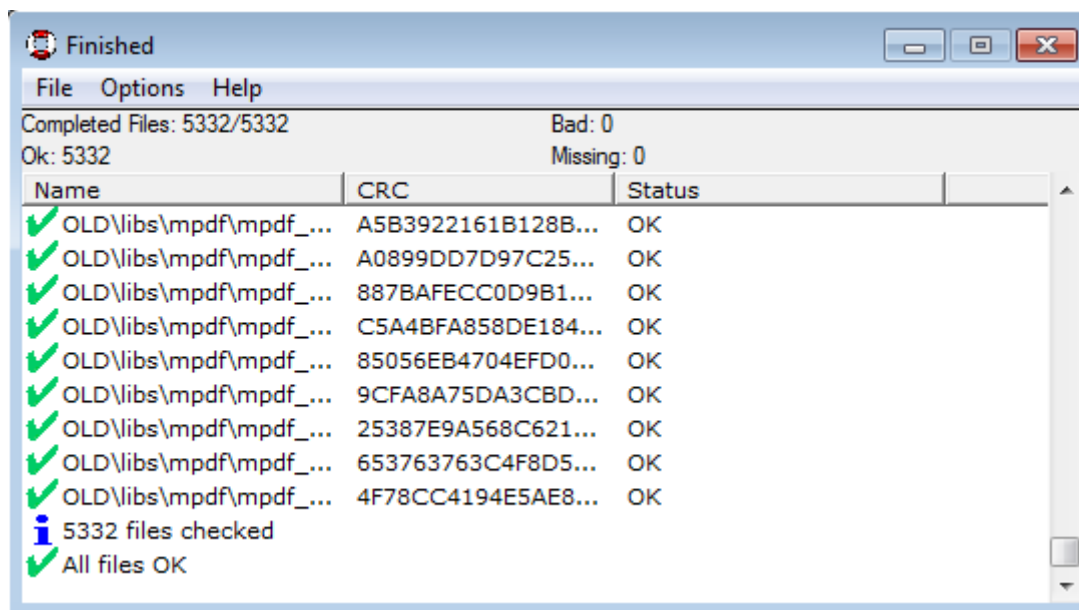 Finished
File Options Help
Completed Files: 5332/5332 Bad: 0
Ok: 5332 Missing: 0
Name CRC Status
OLD\libs\mpdf\mpdf_... A5B3922161B128B... OK
OLD\libs\mpdf\mpdf_... A0899DD7D97C25... OK
OLD\libs\mpdf\mpdf_... 887BAFECC0D9B1... OK
OLD\libs\mpdf\mpdf_... C5A4BFA858DE184... OK
OLD\libs\mpdf\mpdf_... 85056EB4704EFD0... OK
OLD\libs\mpdf\mpdf_... 9CFA8A75DA3CBD... OK
OLD\libs\mpdf\mpdf_... 25387E9A568C621... OK
OLD\libs\mpdf\mpdf_... 653763763C4F8D5... OK
OLD\libs\mpdf\mpdf_... 4F78CC4194E5AE8... OK
5332 files checked
All files OK